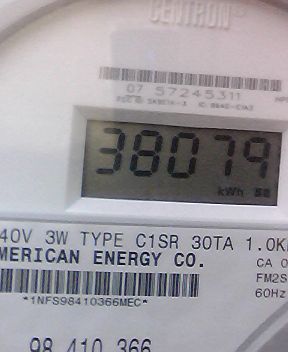 CENTRON
07 57245311
38079
kWh
40V 3W TYPE C1SR 30TA 1.0K
MERICAN ENERGY CO.
CA 0
FM2S
*1NFS98410366MEC*
60Hz
98 410 366